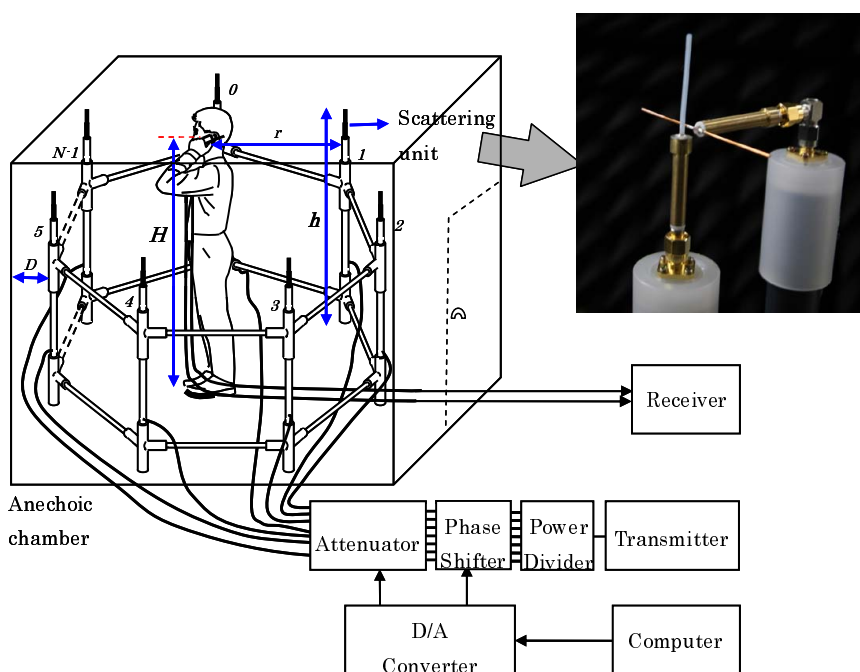 0
r
Scattering
unit
N-1
1
h
2
H
5
D
4
3
Receiver
Anechoic
chamber
Attenuator
Phase
Shifter
Power
Divider
Transmitter
D/A
Converter
Computer